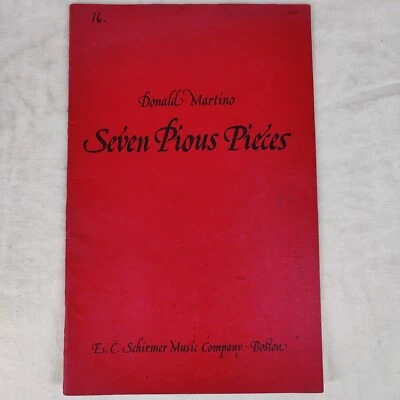 16.
Donald Martino
Seven Pious Pieces
E. C. Schirmer Music Company · Boston